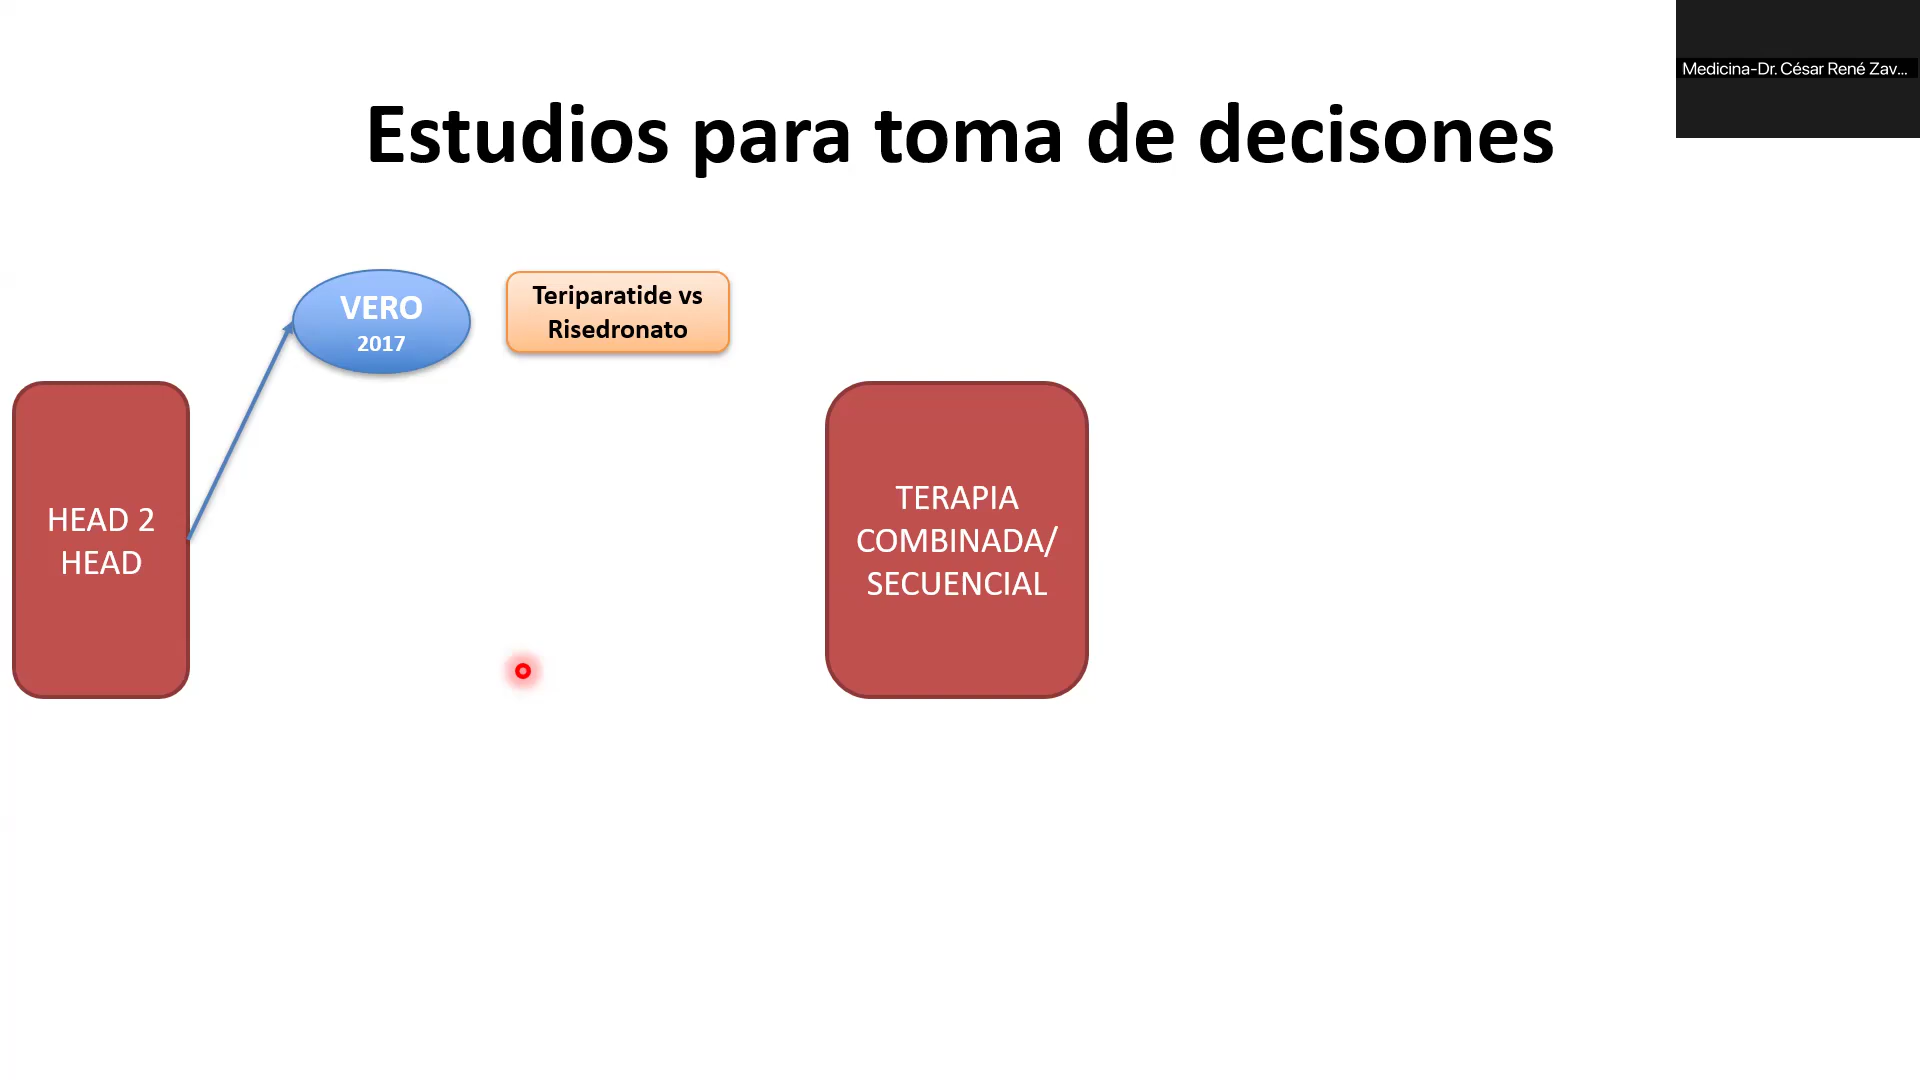 Medicina-Dr. César René Zav...
Estudios para toma de decisones
VERO
2017
Teriparatide vs
Risedronato
HEAD 2
HEAD
TERAPIA
COMBINADA/
SECUENCIAL